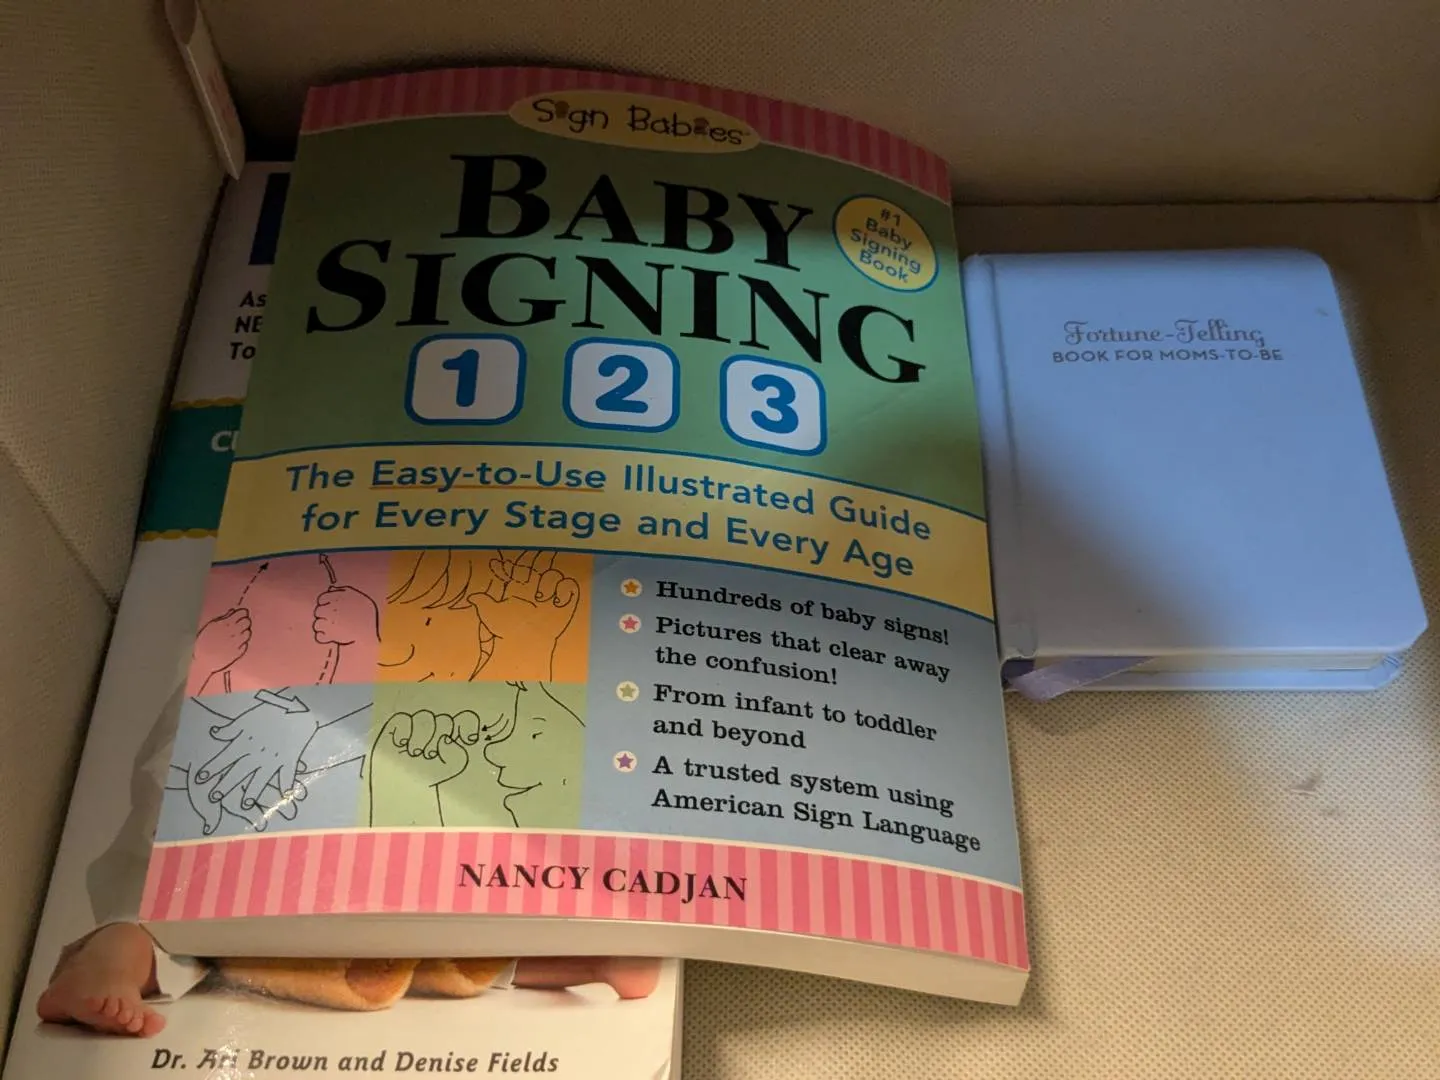 Sign Babies
BABY
SIGNING
1 2 3
#1
Baby
Signing
Book
The Easy-to-Use Illustrated Guide
for Every Stage and Every Age
Hundreds of baby signs!
Pictures that clear away
the confusion!
From infant to toddler
and beyond
A trusted system using
American Sign Language
NANCY CADJAN
Fortune-Telling
BOOK FOR MOMS-TO-BE
As
NE
To
Dr. Ari Brown and Denise Fields